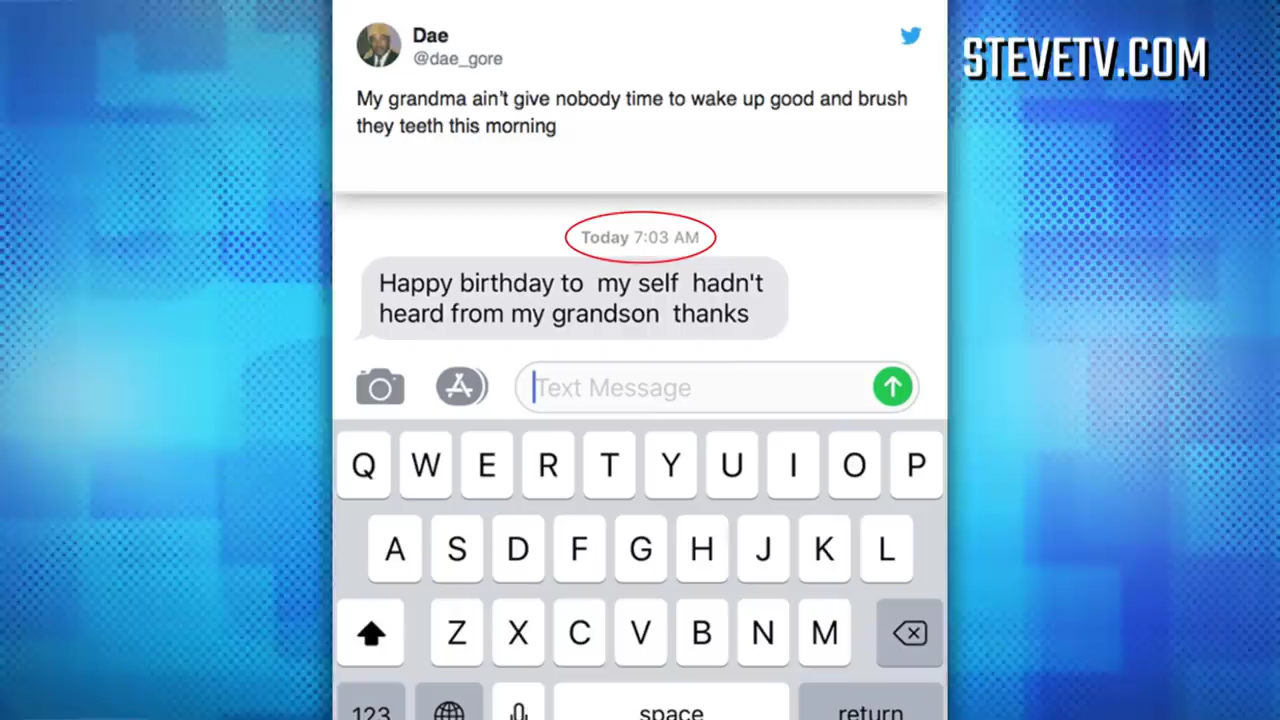 STEVETV.COM
Dae
@dae_gore
My grandma ain't give nobody time to wake up good and brush
they teeth this morning
Today 7:03 AM
Happy birthday to  my self  hadn't
heard from my grandson  thanks
Text Message
Q W E R T Y U I O P
A S D F G H J K L
Z X C V B N M
123 space return